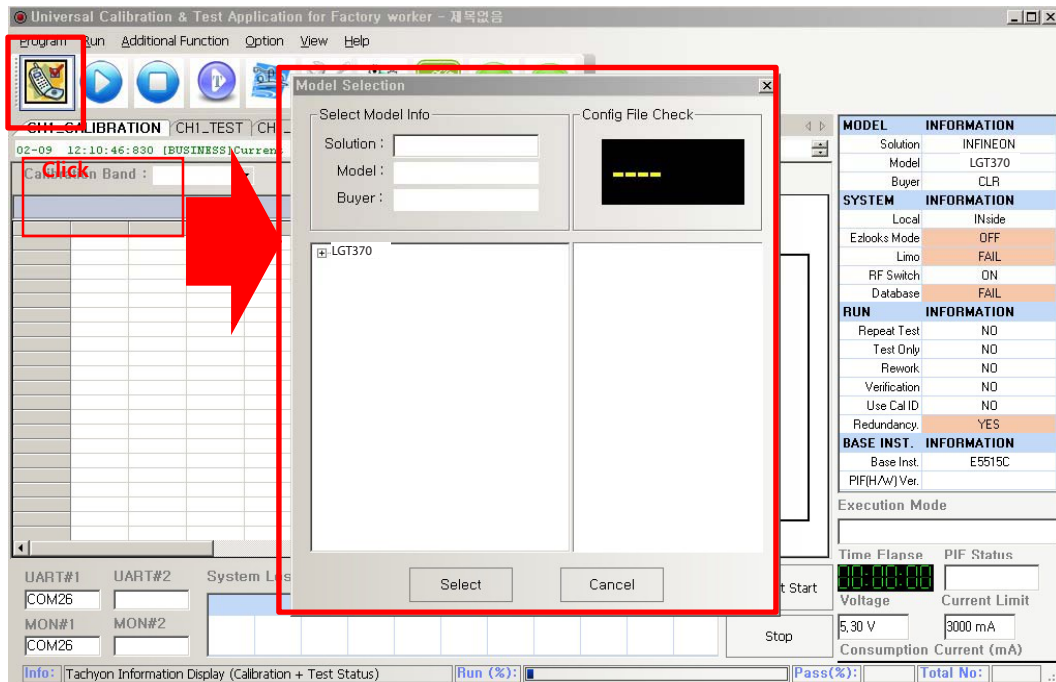 Universal Calibration & Test Application for Factory worker - 제목없음
Program Run Additional Function Option View Help
T
CH1_CALIBRATION CH1_TEST CH
02-09 12:10:46:830 [BUSINESS]Curren
Calibration Band :
Click
Model Selection
Select Model Info
Solution :
Model :
Buyer :
Config File Check
----
LGT370
Select
Cancel
MODEL INFORMATION
Solution INFINEON
Model LGT370
Buyer CLR
SYSTEM INFORMATION
Local INside
Ezlooks Mode OFF
Limo FAIL
RF Switch ON
Database FAIL
RUN INFORMATION
Repeat Test NO
Test Only NO
Rework NO
Verification NO
Use Cal ID NO
Redundancy. YES
BASE INST. INFORMATION
Base Inst. E5515C
PIF(H/W) Ver.
Execution Mode
Time Elapse PIF Status
00:00:00
Voltage Current Limit
5,30 V 3000 mA
Consumption Current (mA)
UART#1 UART#2 System Los
COM26
MON#1 MON#2
COM26
t Start
Stop
Info: Tachyon Information Display (Calibration + Test Status) Run (%): Pass(%): Total No: